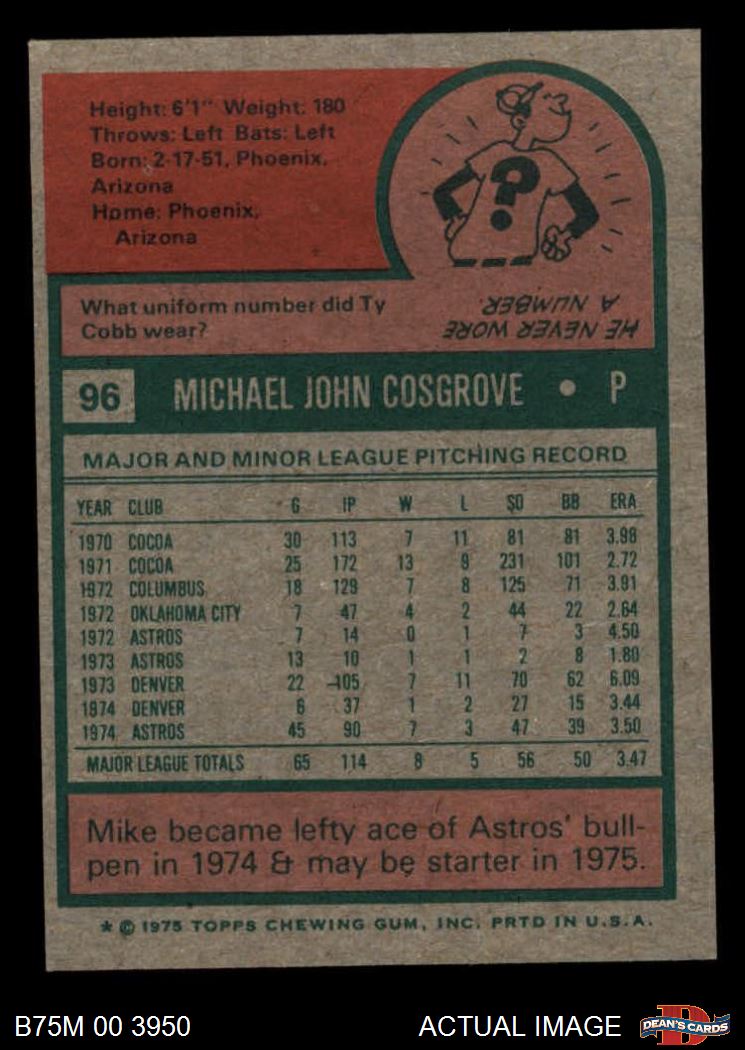 Height: 6'1" Weight: 180
Throws: Left Bats: Left
Born: 2-17-51, Phoenix,
Arizona
Home: Phoenix,
Arizona
?
What uniform number did Ty
Cobb wear?
HE NEVER WORE
A NUMBER.
96 MICHAEL JOHN COSGROVE • P
MAJOR AND MINOR LEAGUE PITCHING RECORD
YEAR CLUB G IP W L SO BB ERA
1970 COCOA 30 113 7 11 81 81 3.98
1971 COCOA 25 172 13 9 231 101 2.72
1972 COLUMBUS 18 129 7 8 125 71 3.91
1972 OKLAHOMA CITY 7 47 4 2 44 22 2.64
1972 ASTROS 7 14 0 1 7 3 4.50
1973 ASTROS 13 10 1 1 2 8 1.80
1973 DENVER 22 105 7 11 70 62 6.09
1974 DENVER 6 37 1 2 27 15 3.44
1974 ASTROS 45 90 7 3 47 39 3.50
MAJOR LEAGUE TOTALS 65 114 8 5 56 50 3.47
Mike became lefty ace of Astros' bull-
pen in 1974 & may be starter in 1975.
* © 1975 TOPPS CHEWING GUM, INC. PRTD IN U.S.A.
B75M 00 3950 ACTUAL IMAGE D DEAN'S CARDS